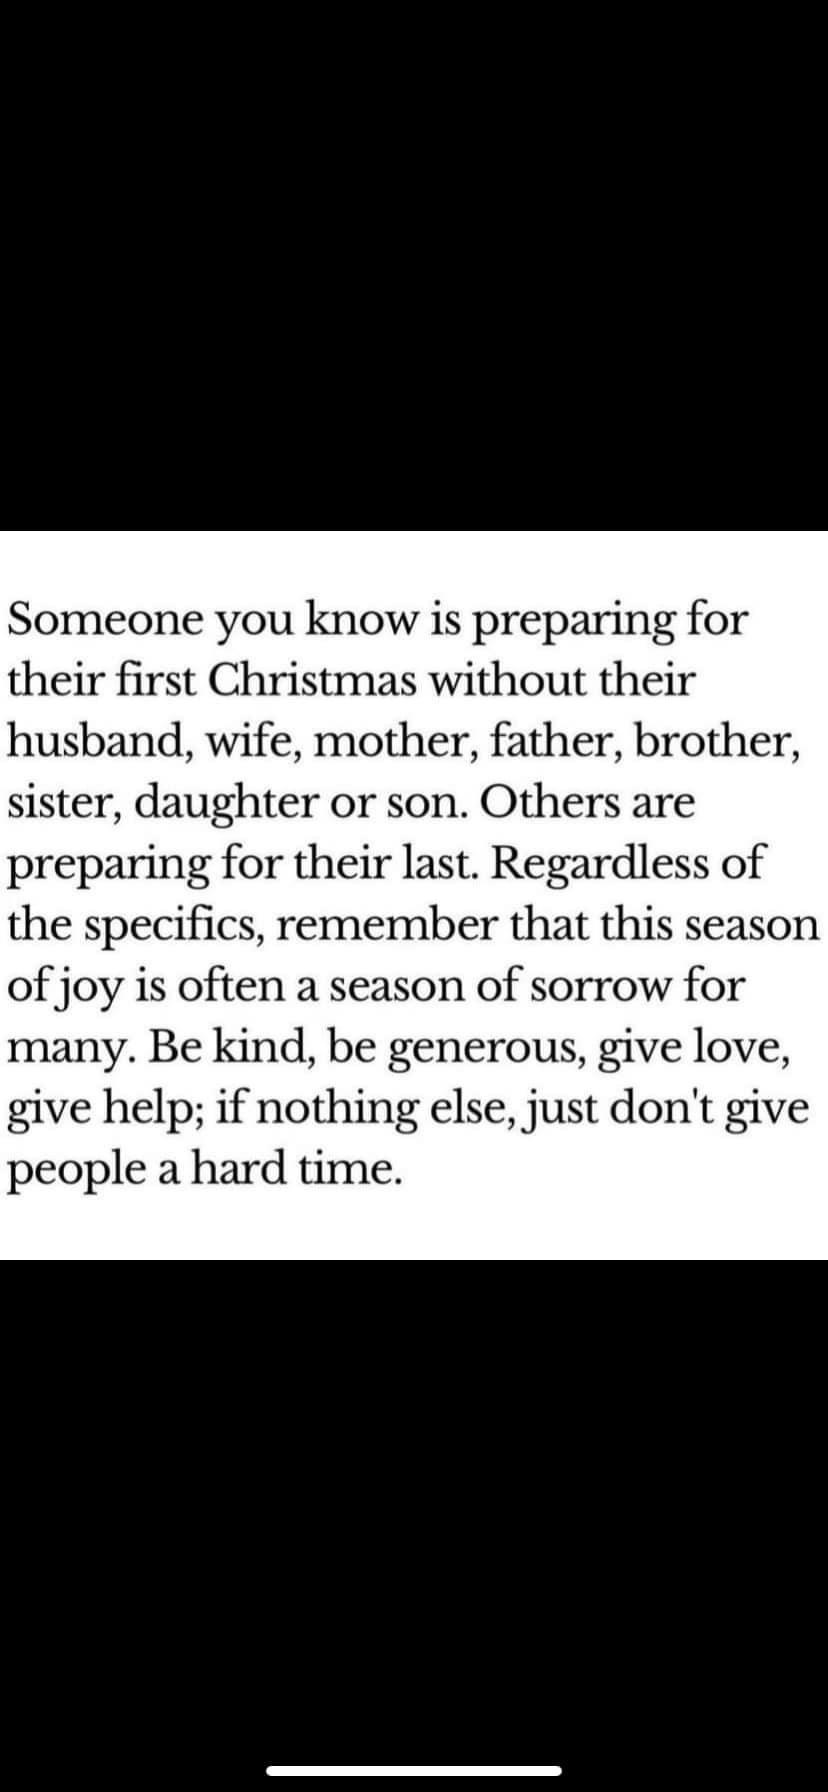 Someone you know is preparing for
their first Christmas without their
husband, wife, mother, father, brother,
sister, daughter or son. Others are
preparing for their last. Regardless of
the specifics, remember that this season
of joy is often a season of sorrow for
many. Be kind, be generous, give love,
give help; if nothing else, just don't give
people a hard time.